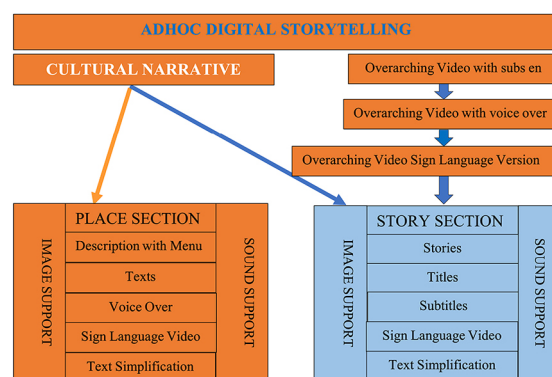 ADHOC DIGITAL STORYTELLING
CULTURAL NARRATIVE
Overarching Video with subs en
Overarching Video with voice over
Overarching Video Sign Language Version
IMAGE SUPPORT
PLACE SECTION
Description with Menu
Texts
Voice Over
Sign Language Video
Text Simplification
SOUND SUPPORT
IMAGE SUPPORT
STORY SECTION
Stories
Titles
Subtitles
Sign Language Video
Text Simplification
SOUND SUPPORT